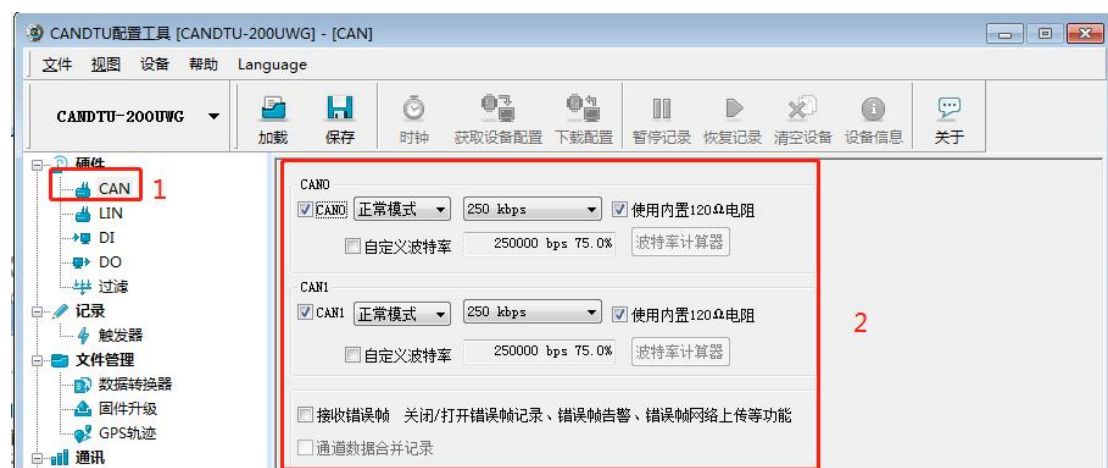 CANDTU配置工具 [CANDTU-200UWG] - [CAN]
文件 视图 设备 帮助 Language
CANDTU-200UWG 加载 保存 时钟 获取设备配置 下载配置 暂停记录 恢复记录 清空设备 设备信息 关于
硬件
CAN 1
LIN
DI
DO
过滤
记录
触发器
文件管理
数据转换器
固件升级
GPS轨迹
通讯
CAN0
CAN0 正常模式 250 kbps 使用内置120Ω电阻
自定义波特率 250000 bps 75.0% 波特率计算器
CAN1
CAN1 正常模式 250 kbps 使用内置120Ω电阻
2
自定义波特率 250000 bps 75.0% 波特率计算器
接收错误帧 关闭/打开错误帧记录、错误帧告警、错误帧网络上传等功能
通道数据合并记录